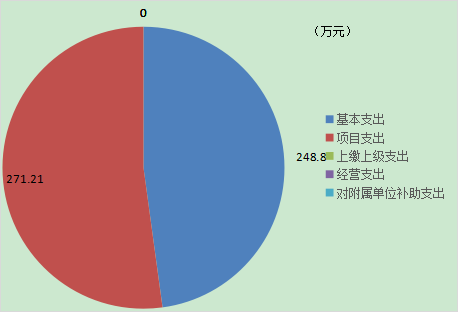 0
（万元）
基本支出
项目支出
248.8
上缴上级支出
271.21
经营支出
对附属单位补助支出